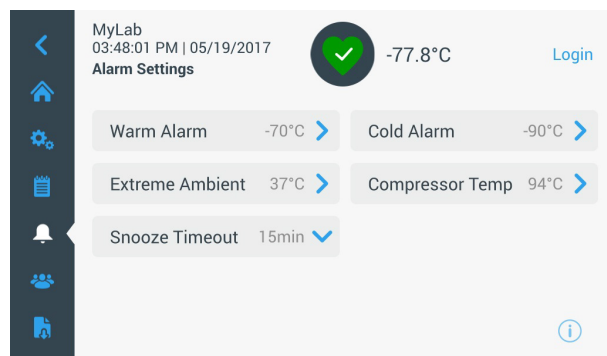 MyLab
03:48:01 PM | 05/19/2017
Alarm Settings
-77.8°C
Login
Warm Alarm -70°C
Cold Alarm -90°C
Extreme Ambient 37°C
Compressor Temp 94°C
Snooze Timeout 15min
i